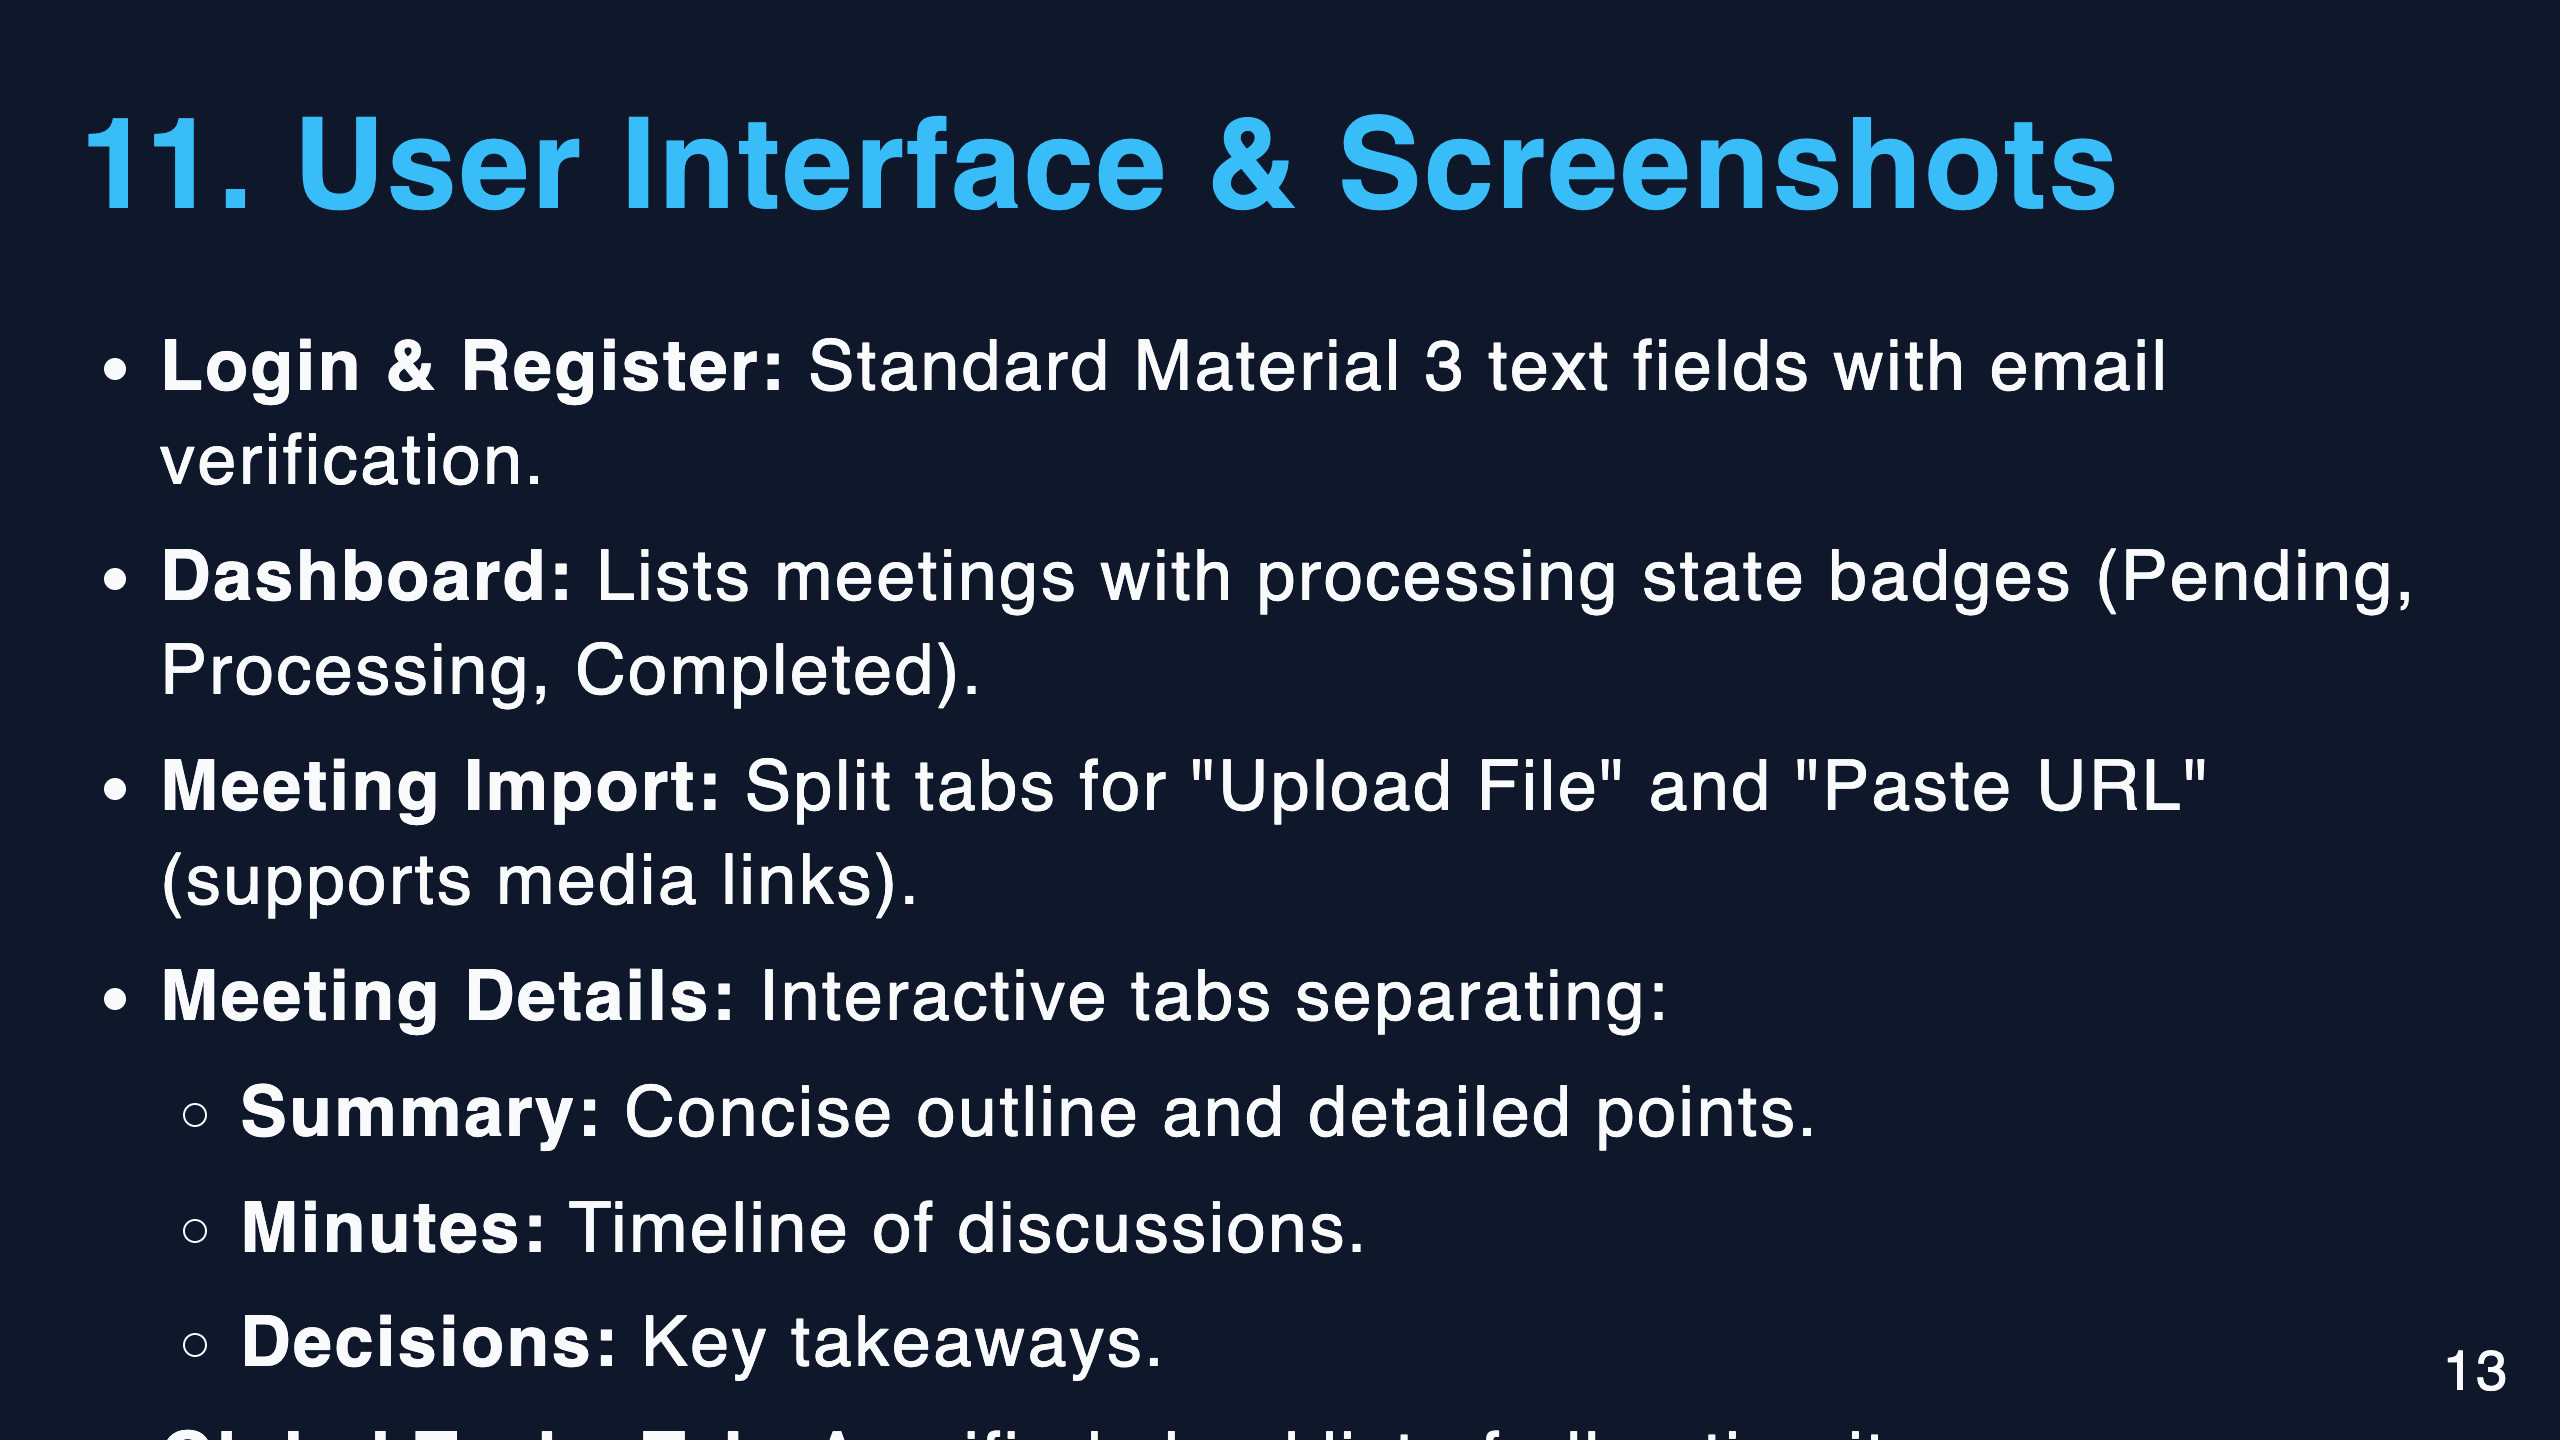 11. User Interface & Screenshots
• Login & Register: Standard Material 3 text fields with email
verification.
• Dashboard: Lists meetings with processing state badges (Pending,
Processing, Completed).
• Meeting Import: Split tabs for "Upload File" and "Paste URL"
(supports media links).
• Meeting Details: Interactive tabs separating:
○ Summary: Concise outline and detailed points.
○ Minutes: Timeline of discussions.
○ Decisions: Key takeaways.
13